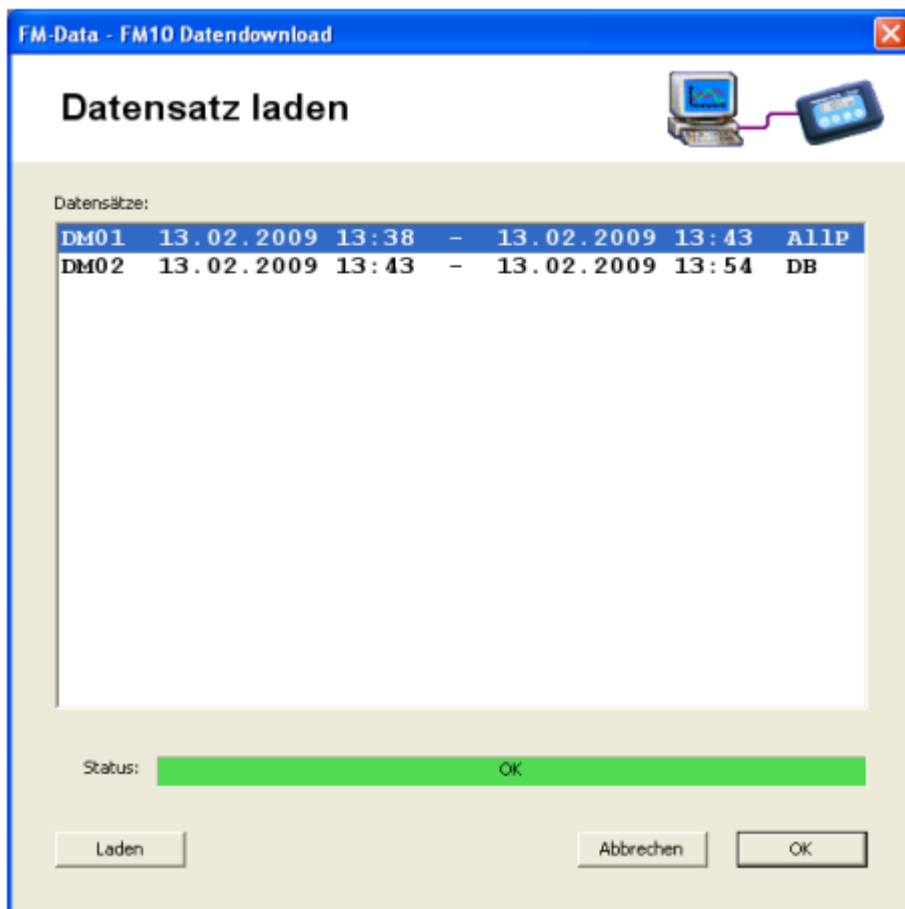 FM-Data - FM10 Datendownload
Datensatz laden
Datensätze:
DM01 13.02.2009 13:38 - 13.02.2009 13:43 AllP
DM02 13.02.2009 13:43 - 13.02.2009 13:54 DB
Status: OK
Laden Abbrechen OK